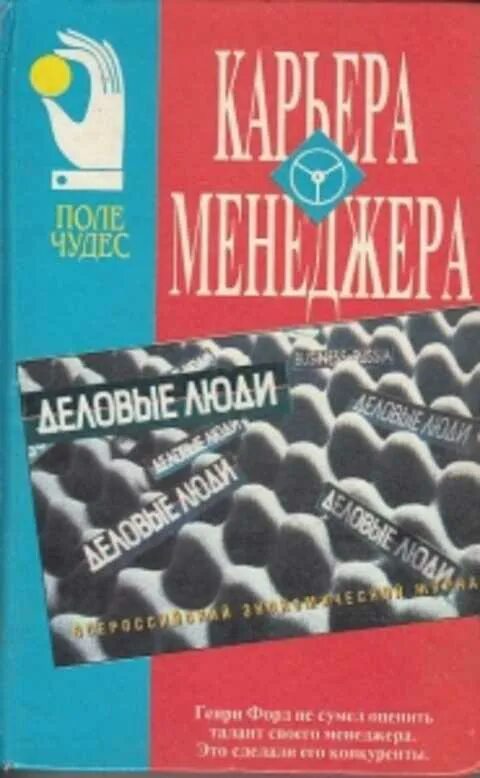 КАРЬЕРА
МЕНЕДЖЕРА
ПОЛЕ
ЧУДЕС
BUSINESS RUSSIA
ДЕЛОВЫЕ ЛЮДИ
ДЕЛОВЫЕ ЛЮДИ
ДЕЛОВЫЕ ЛЮДИ
ДЕЛОВЫЕ ЛЮДИ
ДЕЛОВЫЕ ЛЮДИ
ВСЕРОССИЙСКИЙ ЭКОНОМИЧЕСКИЙ ЖУРНА
Генри Форд не сумел оценить
талант своего менеджера.
Это сделали его конкуренты.